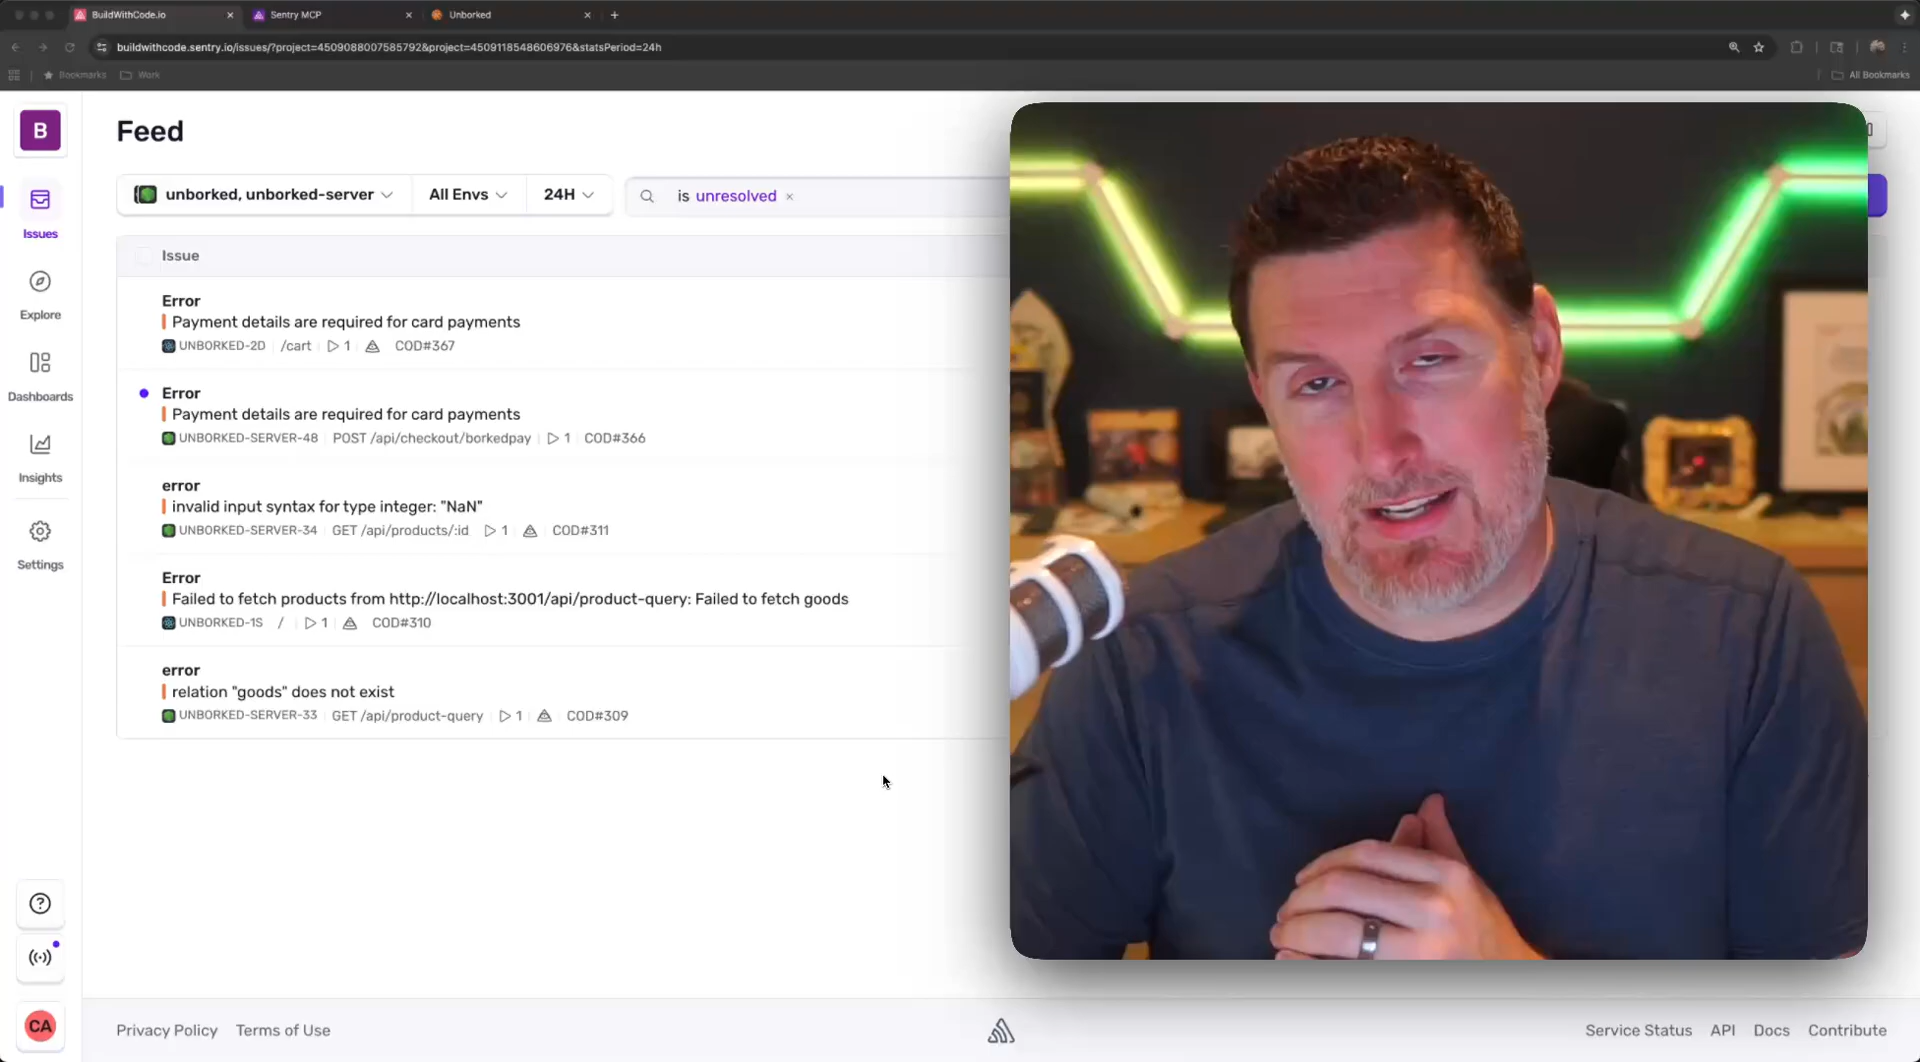 BuildWithCode.io
Sentry MCP
Unborked
buildwithcode.sentry.io/issues/?project=4509088007585792&project=4509118548606976&statsPeriod=24h
Bookmarks
Work
All Bookmarks
B
Issues
Explore
Dashboards
Insights
Settings
CA
Feed
unborked, unborked-server
All Envs
24H
is unresolved ×
Issue
Error
Payment details are required for card payments
UNBORKED-2D /cart 1 COD#367
Error
Payment details are required for card payments
UNBORKED-SERVER-48 POST /api/checkout/borkedpay 1 COD#366
error
invalid input syntax for type integer: "NaN"
UNBORKED-SERVER-34 GET /api/products/:id 1 COD#311
Error
Failed to fetch products from http://localhost:3001/api/product-query: Failed to fetch goods
UNBORKED-1S / 1 COD#310
error
relation "goods" does not exist
UNBORKED-SERVER-33 GET /api/product-query 1 COD#309
Privacy Policy Terms of Use
Service Status API Docs Contribute